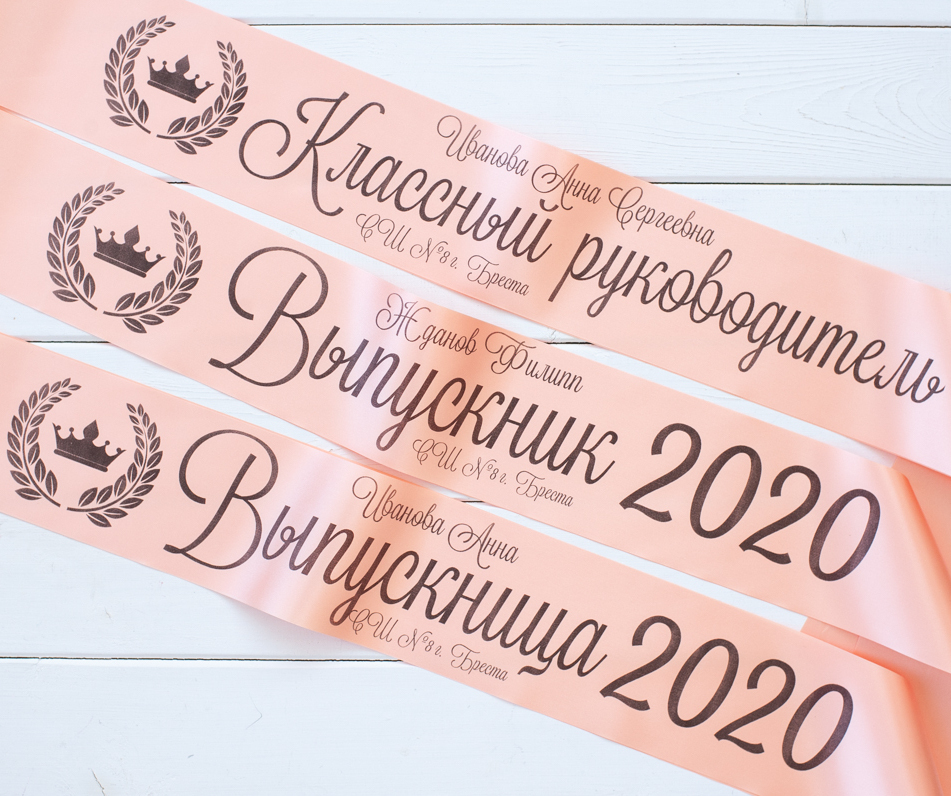 Иванова Анна Сергеевна
Классный руководитель
СШ №8 г. Бреста
Жданов Филипп
Выпускник 2020
СШ №8 г. Бреста
Иванова Анна
Выпускница 2020
СШ №8 г. Бреста